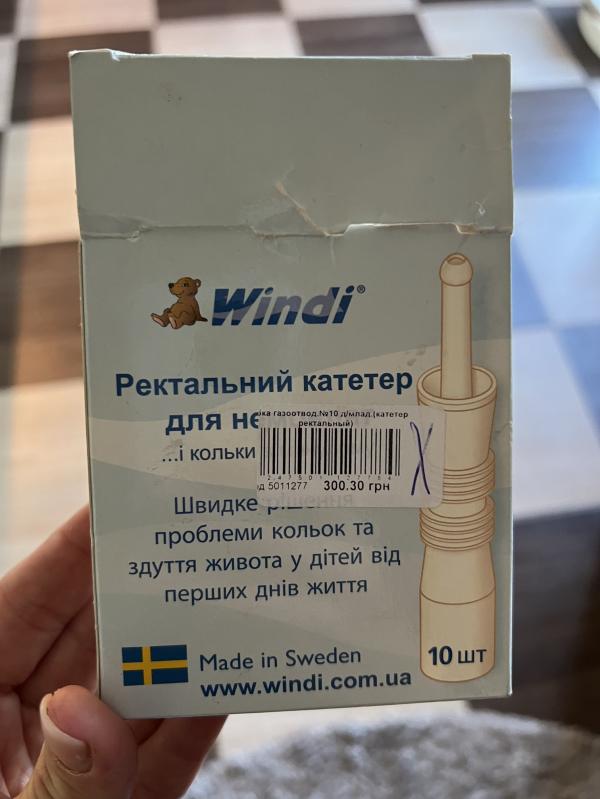 Windi®
Ректальний катетер
для не
...і кольки
Швидке
проблеми кольок та
здуття живота у дітей від
перших днів життя
бка газоотвод.№10 д/млад.(катетер
ректальный)
5011277 300.30 грн
10 шт
Made in Sweden
www.windi.com.ua